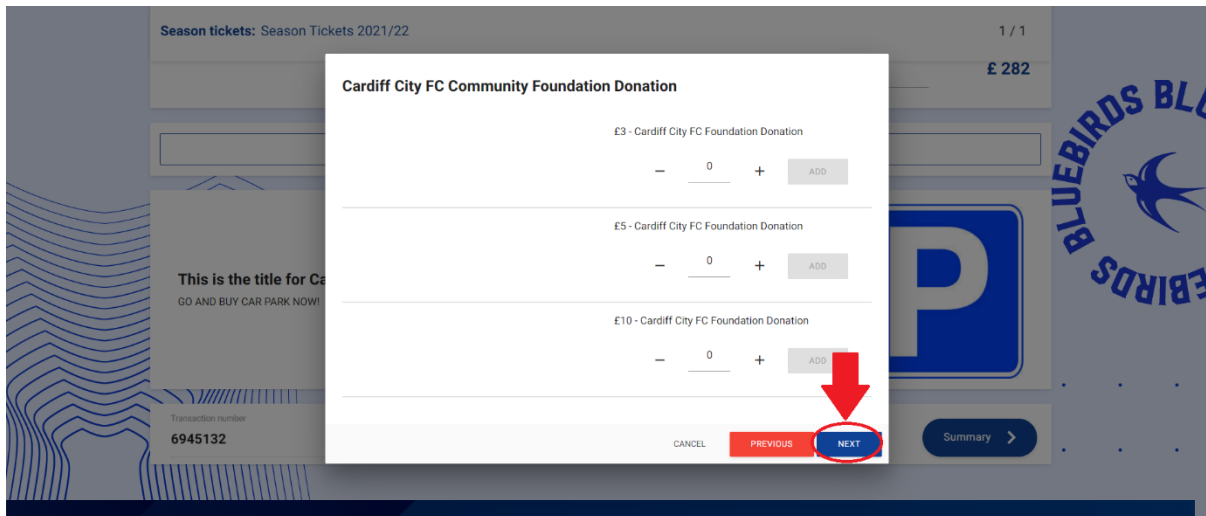 Season tickets: Season Tickets 2021/22
1 / 1
£ 282
Cardiff City FC Community Foundation Donation
£3 - Cardiff City FC Foundation Donation
− 0 + ADD
£5 - Cardiff City FC Foundation Donation
− 0 + ADD
This is the title for Ca
GO AND BUY CAR PARK NOW!
£10 - Cardiff City FC Foundation Donation
− 0 + ADD
P
Transaction number
6945132
CANCEL
PREVIOUS
NEXT
Summary
BLUEBIRDS BLU
EBIRDS